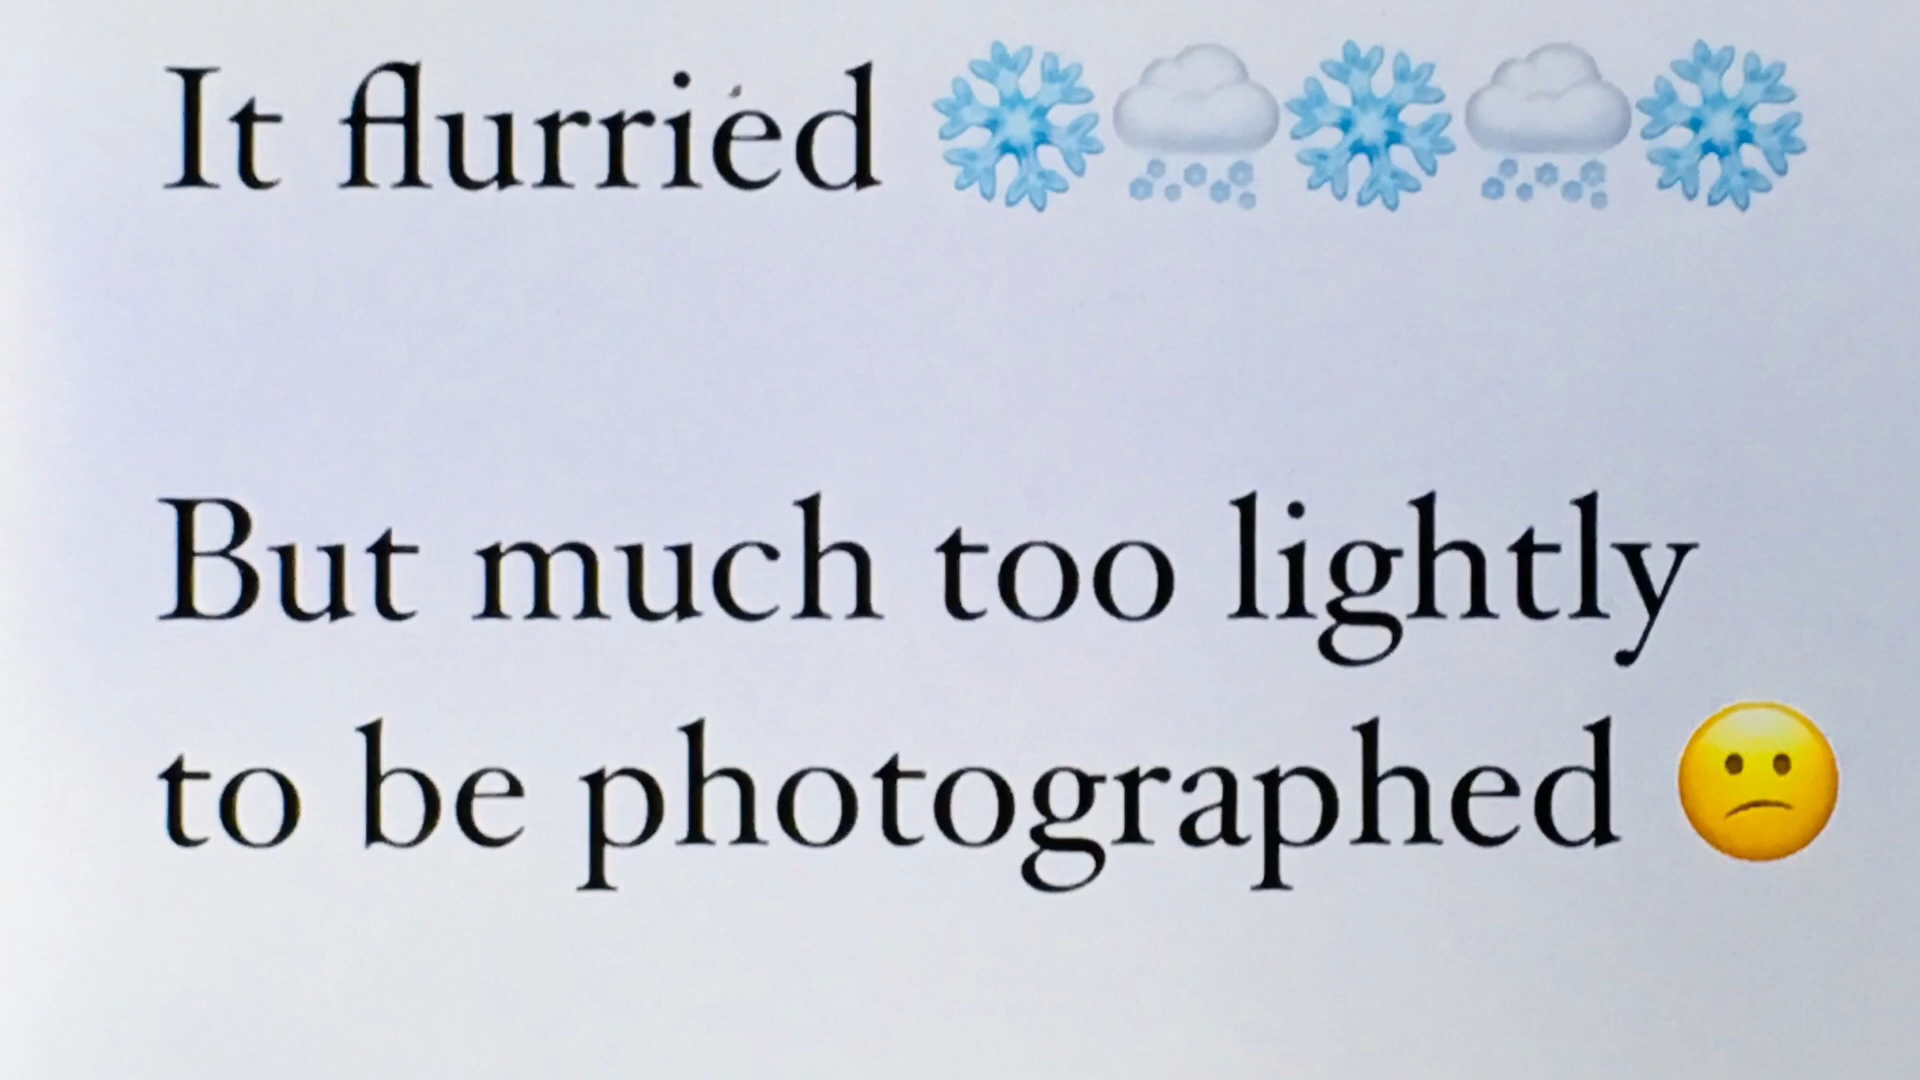 It flurried ❄️🌨️❄️🌨️❄️
But much too lightly
to be photographed 😕